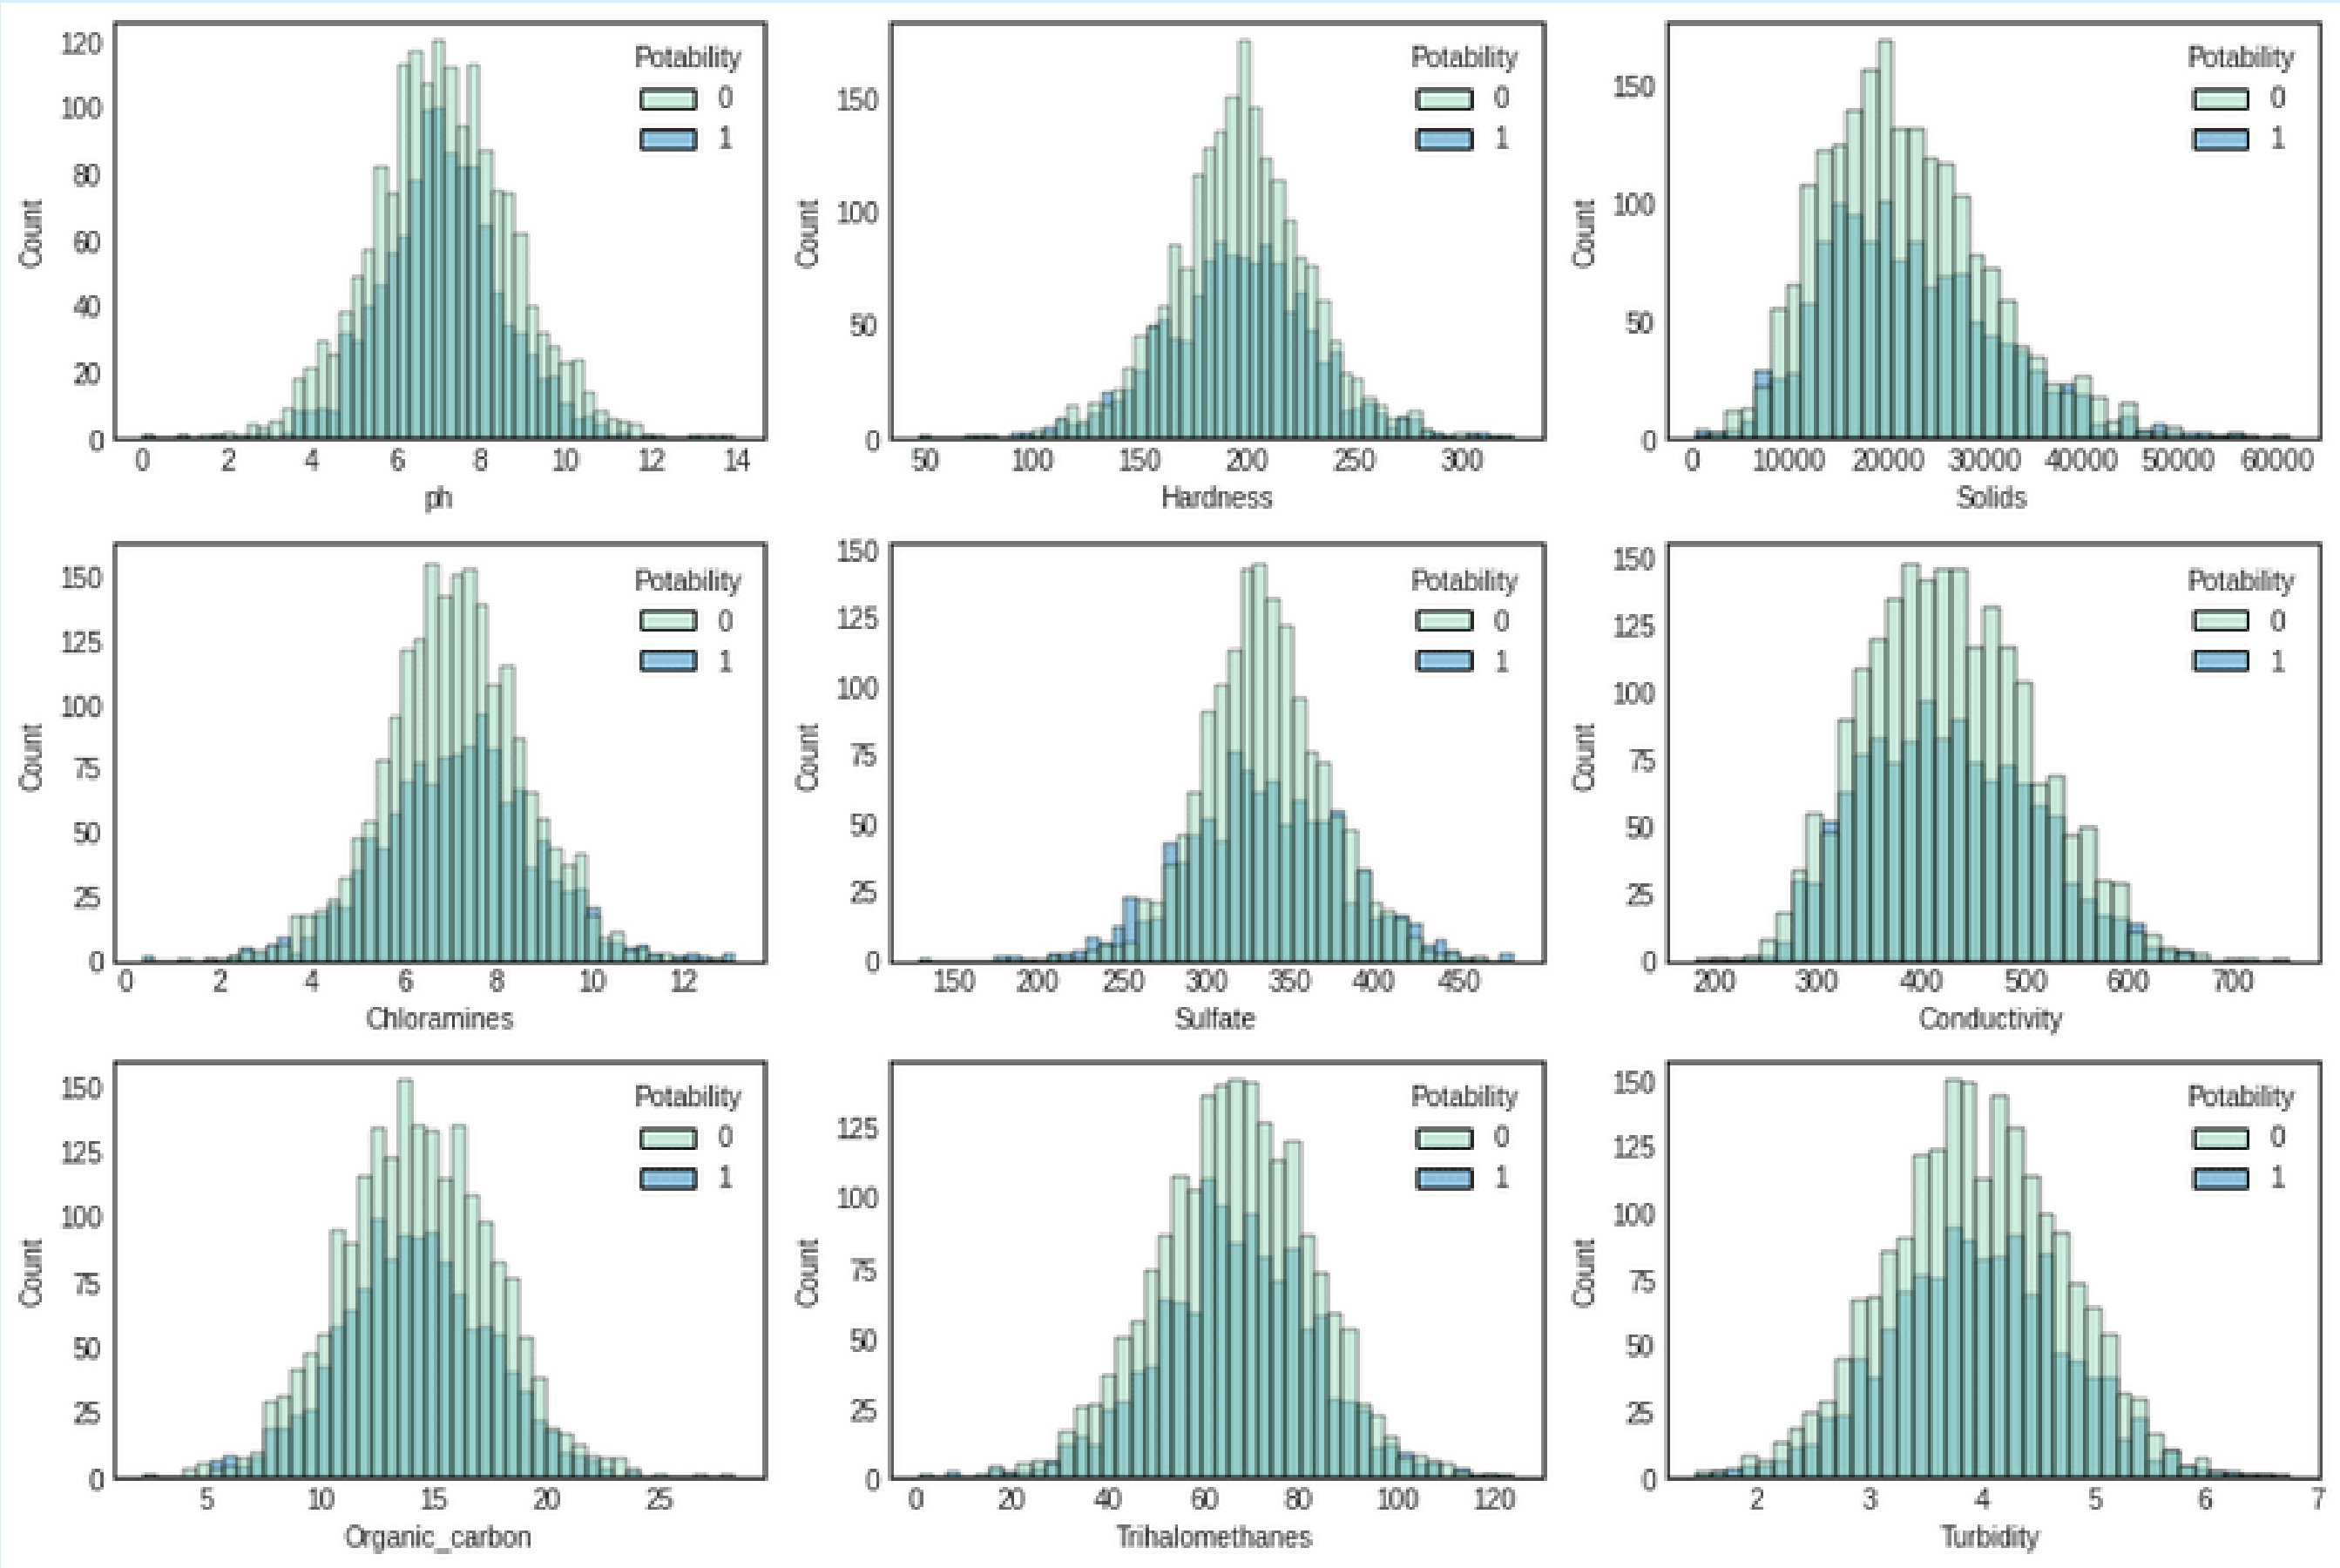 Potability
0
1
Count
120
100
80
60
40
20
0
0 2 4 6 8 10 12 14
ph
Potability
0
1
Count
150
100
50
0
50 100 150 200 250 300
Hardness
Potability
0
1
Count
150
100
50
0
0 10000 20000 30000 40000 50000 60000
Solids
Potability
0
1
Count
150
125
100
75
50
25
0
0 2 4 6 8 10 12
Chloramines
Potability
0
1
Count
150
125
100
75
50
25
0
150 200 250 300 350 400 450
Sulfate
Potability
0
1
Count
150
125
100
75
50
25
0
200 300 400 500 600 700
Conductivity
Potability
0
1
Count
150
125
100
75
50
25
0
5 10 15 20 25
Organic_carbon
Potability
0
1
Count
125
100
75
50
25
0
0 20 40 60 80 100 120
Trihalomethanes
Potability
0
1
Count
150
125
100
75
50
25
0
2 3 4 5 6 7
Turbidity